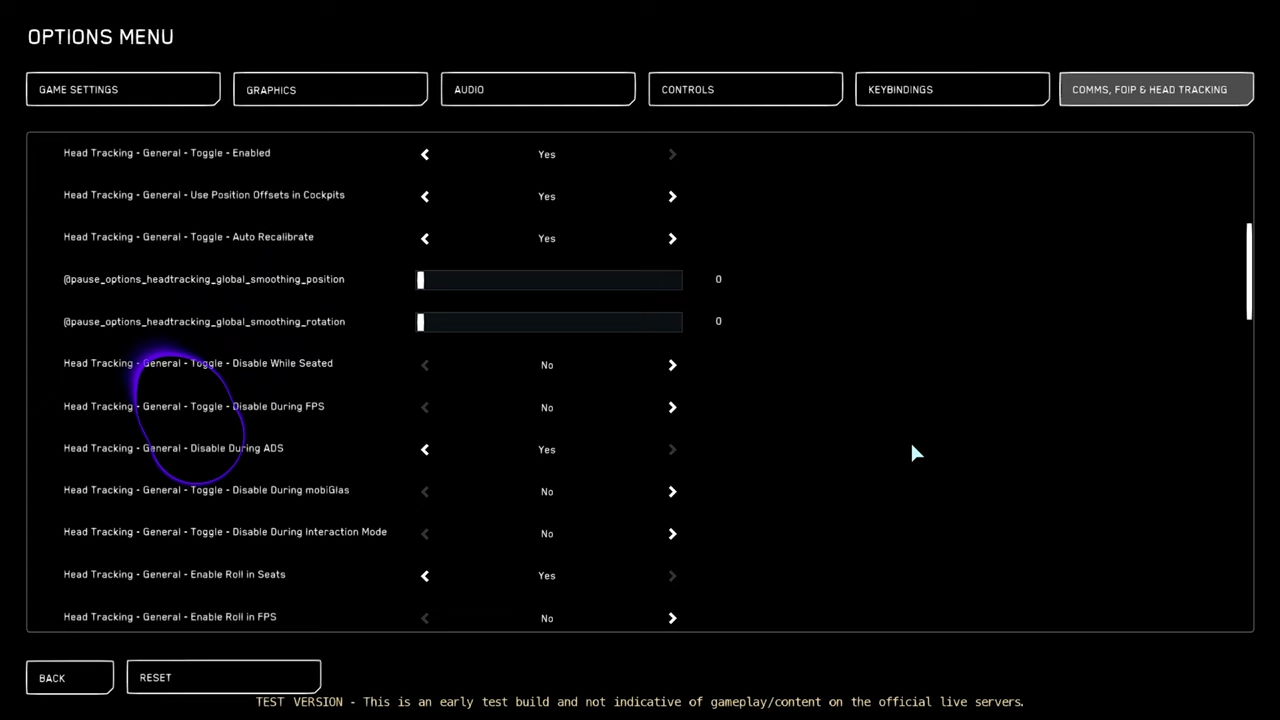 OPTIONS MENU
GAME SETTINGS GRAPHICS AUDIO CONTROLS KEYBINDINGS COMMS, FOIP & HEAD TRACKING
Head Tracking - General - Toggle - Enabled Yes
Head Tracking - General - Use Position Offsets in Cockpits Yes
Head Tracking - General - Toggle - Auto Recalibrate Yes
@pause_options_headtracking_global_smoothing_position 0
@pause_options_headtracking_global_smoothing_rotation 0
Head Tracking - General - Toggle - Disable While Seated No
Head Tracking - General - Toggle - Disable During FPS No
Head Tracking - General - Disable During ADS Yes
Head Tracking - General - Toggle - Disable During mobiGlas No
Head Tracking - General - Toggle - Disable During Interaction Mode No
Head Tracking - General - Enable Roll in Seats Yes
Head Tracking - General - Enable Roll in FPS No
BACK RESET
TEST VERSION - This is an early test build and not indicative of gameplay/content on the official live servers.